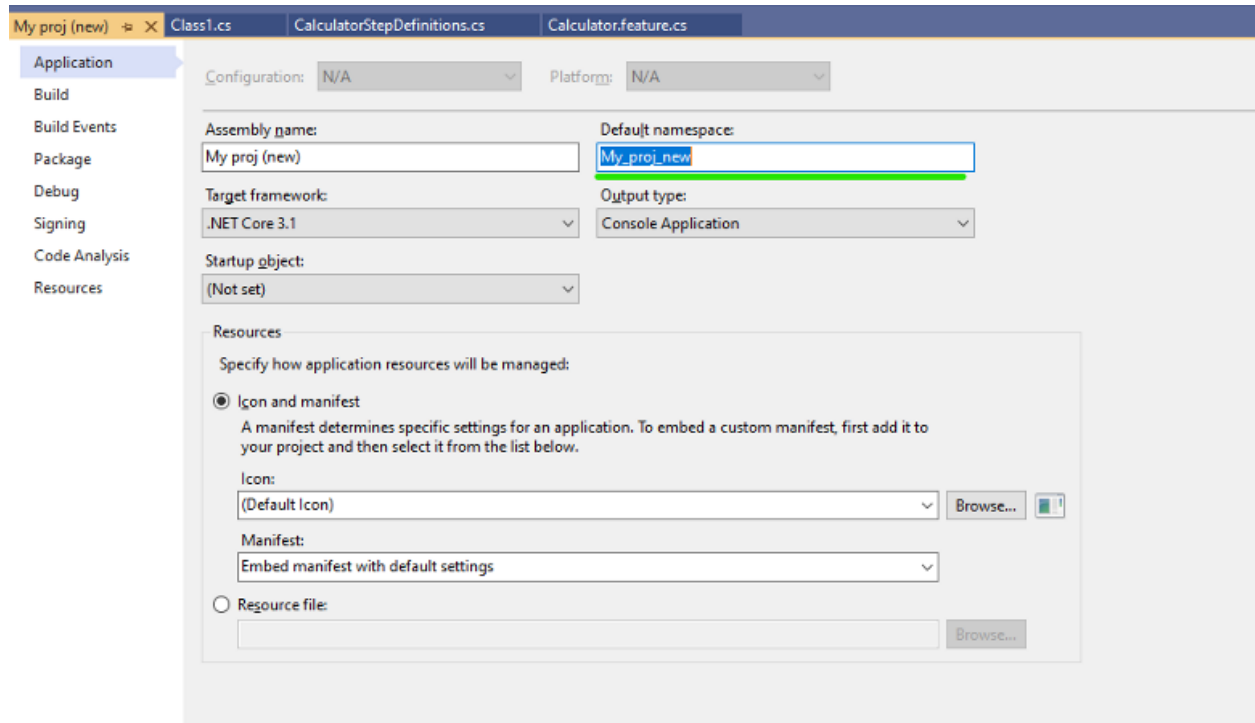 My proj (new)
Class1.cs
CalculatorStepDefinitions.cs
Calculator.feature.cs
Application
Build
Build Events
Package
Debug
Signing
Code Analysis
Resources
Configuration: N/A
Platform: N/A
Assembly name:
My proj (new)
Default namespace:
My_proj_new
Target framework:
.NET Core 3.1
Output type:
Console Application
Startup object:
(Not set)
Resources
Specify how application resources will be managed:
Icon and manifest
A manifest determines specific settings for an application. To embed a custom manifest, first add it to
your project and then select it from the list below.
Icon:
(Default Icon)
Browse...
Manifest:
Embed manifest with default settings
Resource file:
Browse...